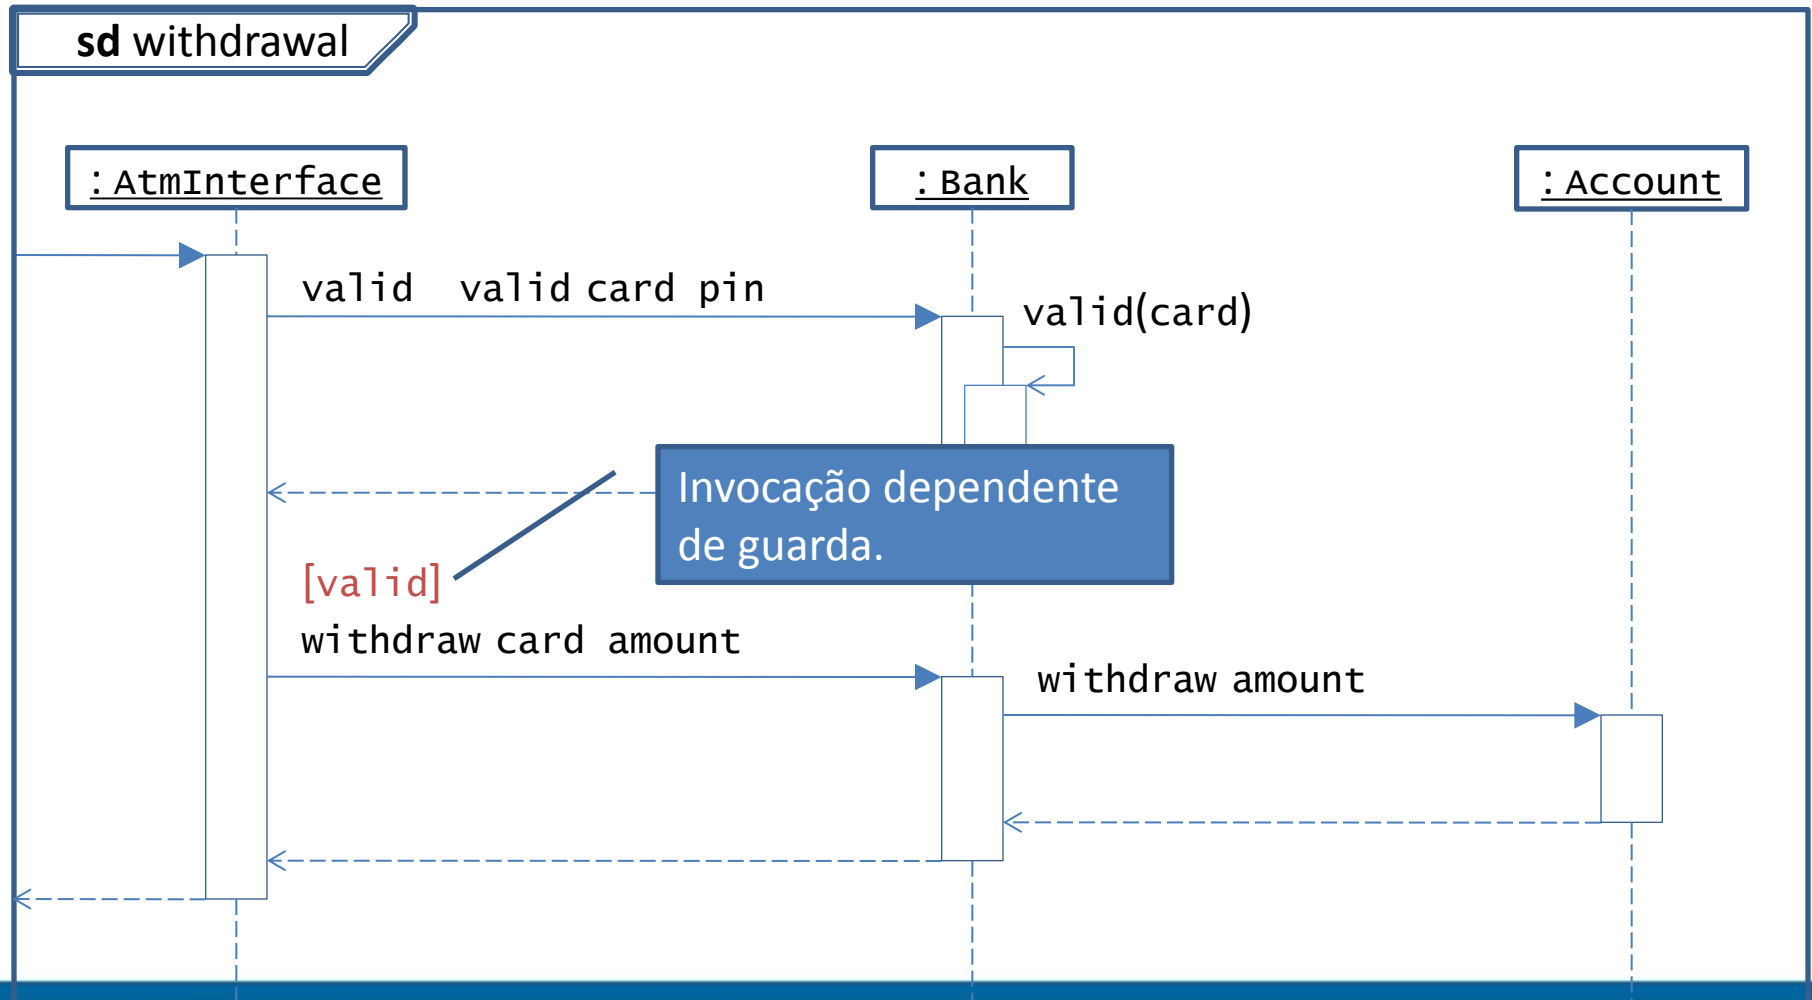 sd withdrawal
: AtmInterface
: Bank
: Account
valid valid card pin
valid(card)
Invocação dependente
de guarda.
[valid]
withdraw card amount
withdraw amount